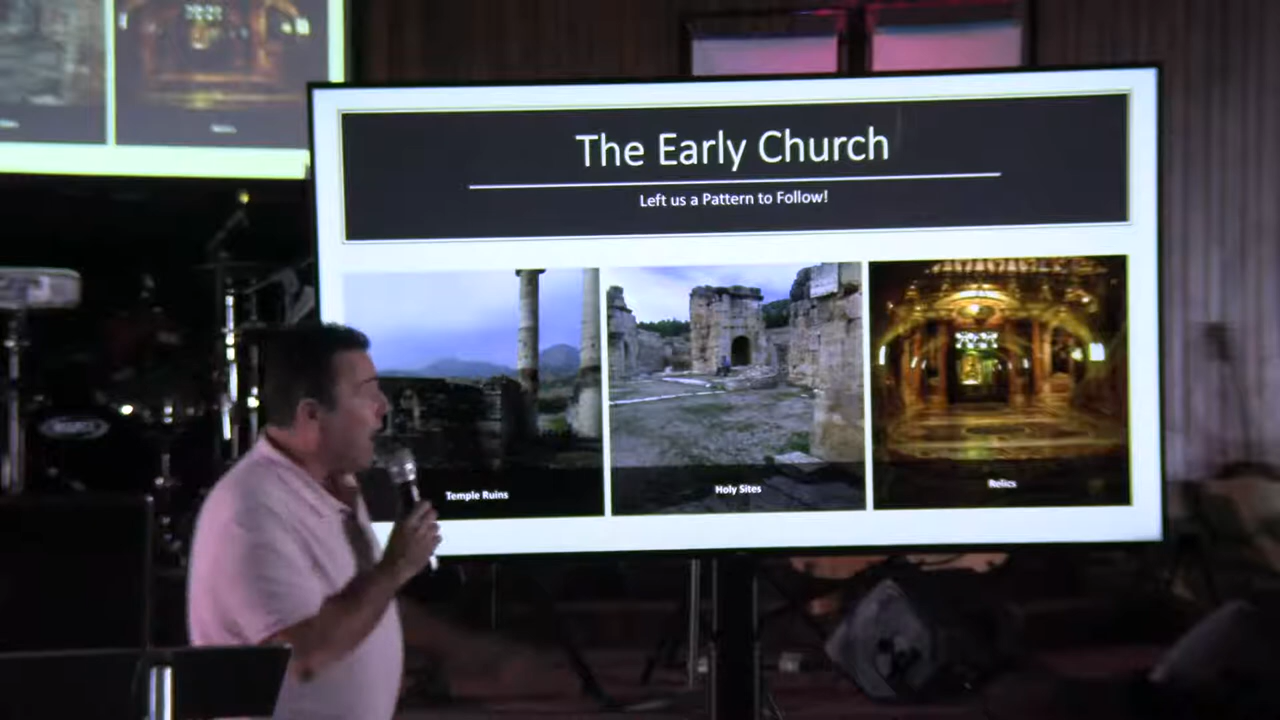 The Early Church
Left us a Pattern to Follow!
Temple Ruins
Holy Sites
Relics